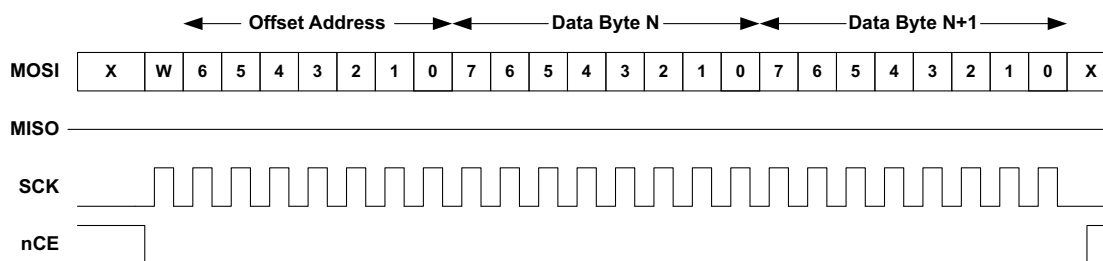 Offset Address Data Byte N Data Byte N+1
MOSI X W 6 5 4 3 2 1 0 7 6 5 4 3 2 1 0 7 6 5 4 3 2 1 0 X
MISO
SCK
nCE